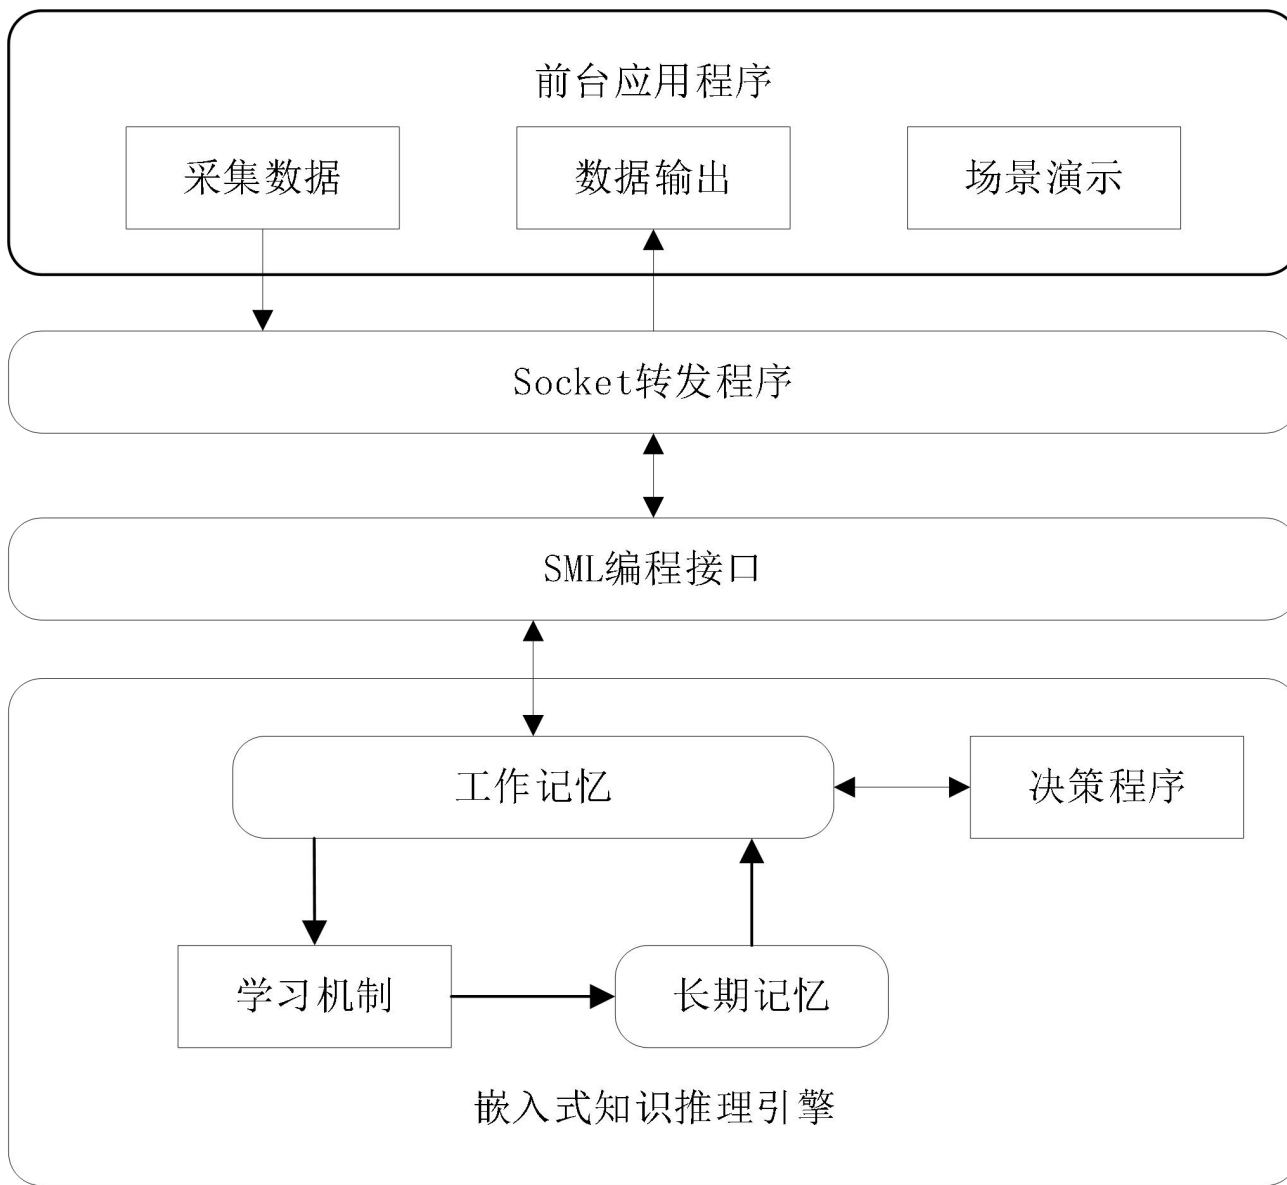 前台应用程序
采集数据
数据输出
场景演示
Socket转发程序
SML编程接口
工作记忆
决策程序
学习机制
长期记忆
嵌入式知识推理引擎